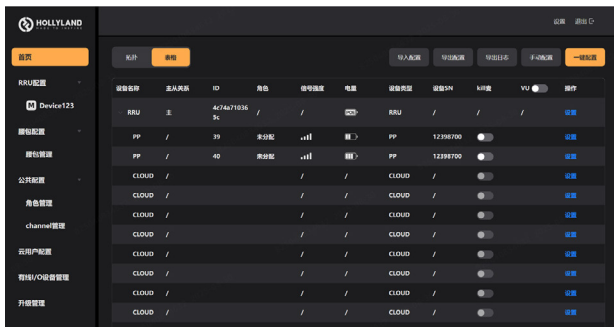 HOLLYLAND
设置 退出
首页
拓扑 表格 导入配置 导出配置 导出日志 手动配置 一键配置
RRU配置
设备名称 主从关系 ID 角色 信号强度 电量 设备类型 设备SN kill麦 VU 操作
M Device123
RRU 主 4c74a710365c / / POE RRU / / / 设置
腰包配置
PP / 39 未分配 PP 12398700 设置
腰包管理
PP / 40 未分配 PP 12398700 设置
公共配置
CLOUD / / / CLOUD / 设置
角色管理
CLOUD / / / CLOUD / 设置
channel管理
CLOUD / / / CLOUD / 设置
云用户配置
CLOUD / / / CLOUD / 设置
有线I/O设备管理
CLOUD / / / CLOUD / 设置
CLOUD / / / CLOUD / 设置
升级管理
CLOUD / / / CLOUD / 设置
CLOUD / / / CLOUD / 设置